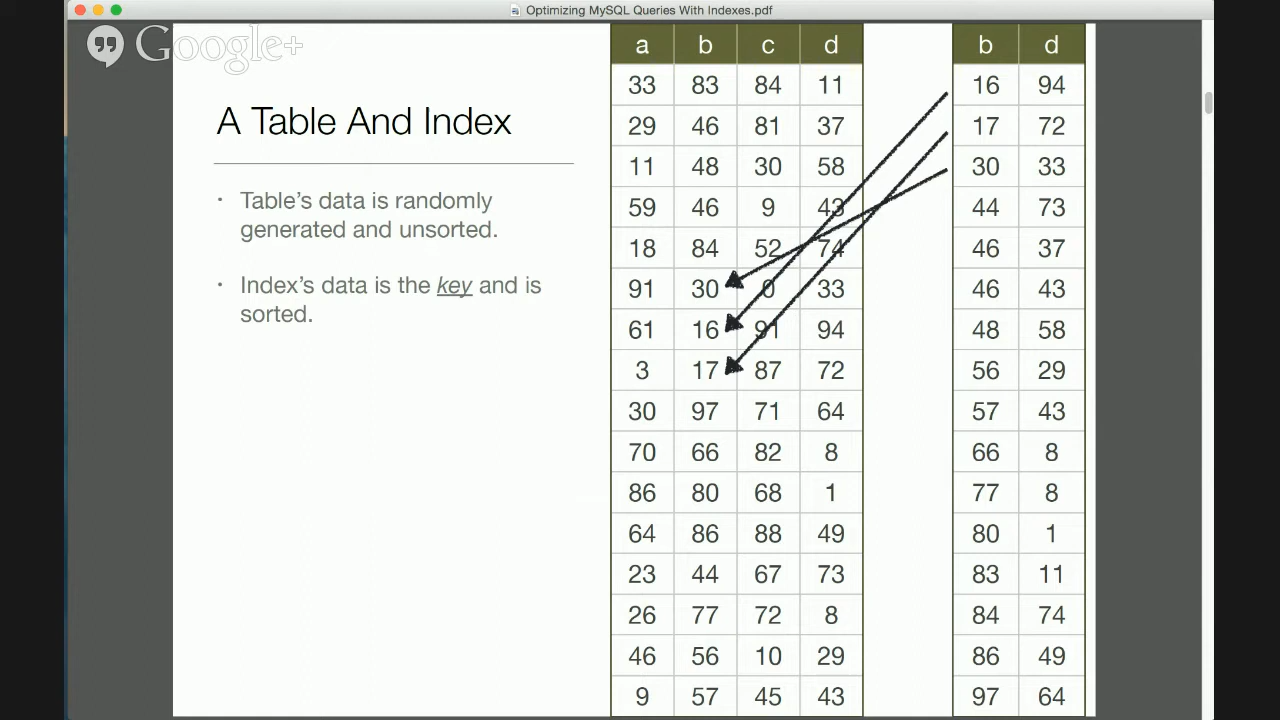 Optimizing MySQL Queries With Indexes.pdf
Google+
A Table And Index
• Table's data is randomly
generated and unsorted.
• Index's data is the key and is
sorted.
a b c d
33 83 84 11
29 46 81 37
11 48 30 58
59 46 9 43
18 84 52 74
91 30 0 33
61 16 91 94
3 17 87 72
30 97 71 64
70 66 82 8
86 80 68 1
64 86 88 49
23 44 67 73
26 77 72 8
46 56 10 29
9 57 45 43
b d
16 94
17 72
30 33
44 73
46 37
46 43
48 58
56 29
57 43
66 8
77 8
80 1
83 11
84 74
86 49
97 64